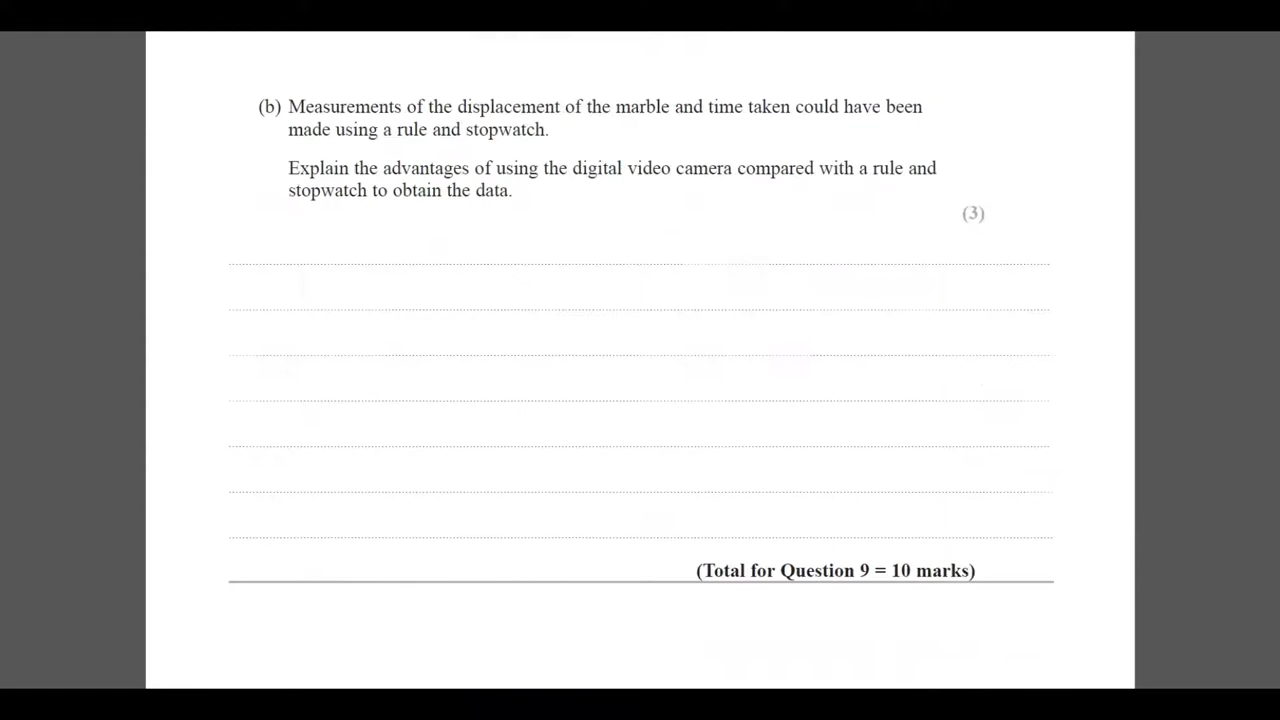 (b) Measurements of the displacement of the marble and time taken could have been
made using a rule and stopwatch.
Explain the advantages of using the digital video camera compared with a rule and
stopwatch to obtain the data.
(3)
(Total for Question 9 = 10 marks)